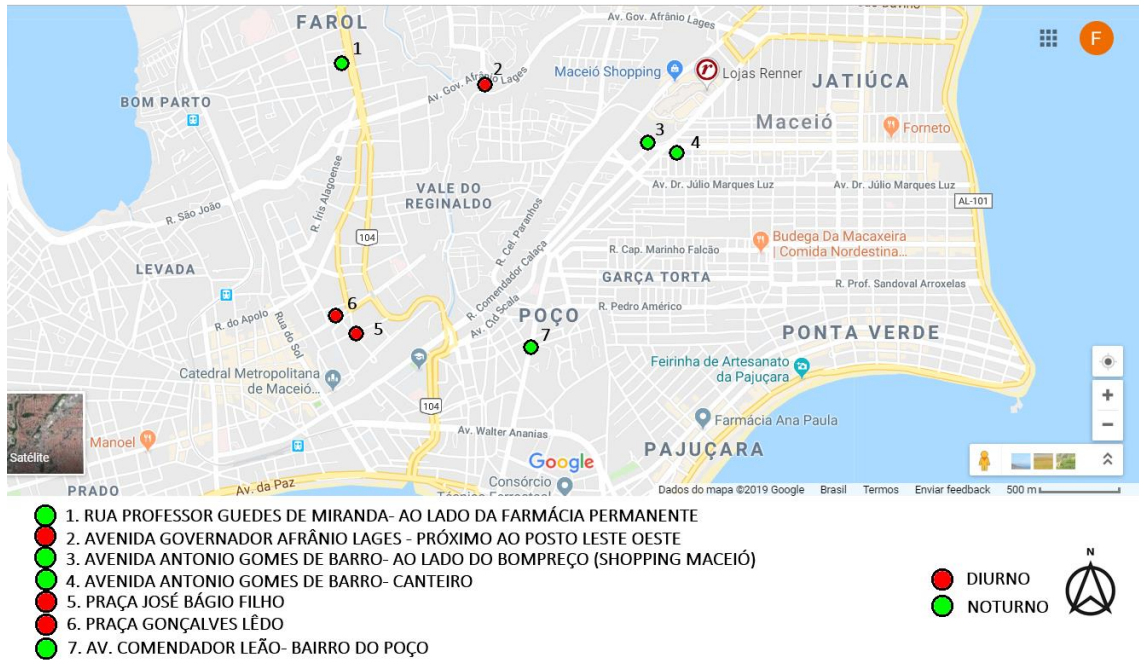 FAROL
1
Av. Gov. Afrânio Lages
F
2
Av. Gov. Afrânio Lages
Maceió Shopping
r
Lojas Renner
JATIÚCA
BOM PARTO
Maceió
Forneto
3
4
R. Íris Alagoense
VALE DO
REGINALDO
Av. Dr. Júlio Marques Luz
Av. Dr. Júlio Marques Luz
AL-101
R. São João
R. Cel. Paranhos
104
R. Comendador Calaça
R. Cap. Marinho Falcão
Budega Da Macaxeira
| Comida Nordestina...
LEVADA
GARÇA TORTA
R. Prof. Sandoval Arroxelas
R. Pedro Américo
6
R. do Apolo
Rua do Sol
5
Av. Cid Scala
POÇO
7
PONTA VERDE
Catedral Metropolitana
de Maceió...
Feirinha de Artesanato
da Pajuçara
104
Farmácia Ana Paula
Manoel
Av. Walter Ananias
PAJUÇARA
Satélite
Google
PRADO
Av. da Paz
Consórcio
Dados do mapa ©2019 Google Brasil Termos Enviar feedback 500 m
1. RUA PROFESSOR GUEDES DE MIRANDA- AO LADO DA FARMÁCIA PERMANENTE
2. AVENIDA GOVERNADOR AFRÂNIO LAGES - PRÓXIMO AO POSTO LESTE OESTE
3. AVENIDA ANTONIO GOMES DE BARRO- AO LADO DO BOMPREÇO (SHOPPING MACEIÓ)
4. AVENIDA ANTONIO GOMES DE BARRO- CANTEIRO
5. PRAÇA JOSÉ BÁGIO FILHO
6. PRAÇA GONÇALVES LÊDO
7. AV. COMENDADOR LEÃO- BAIRRO DO POÇO
N
DIURNO
NOTURNO